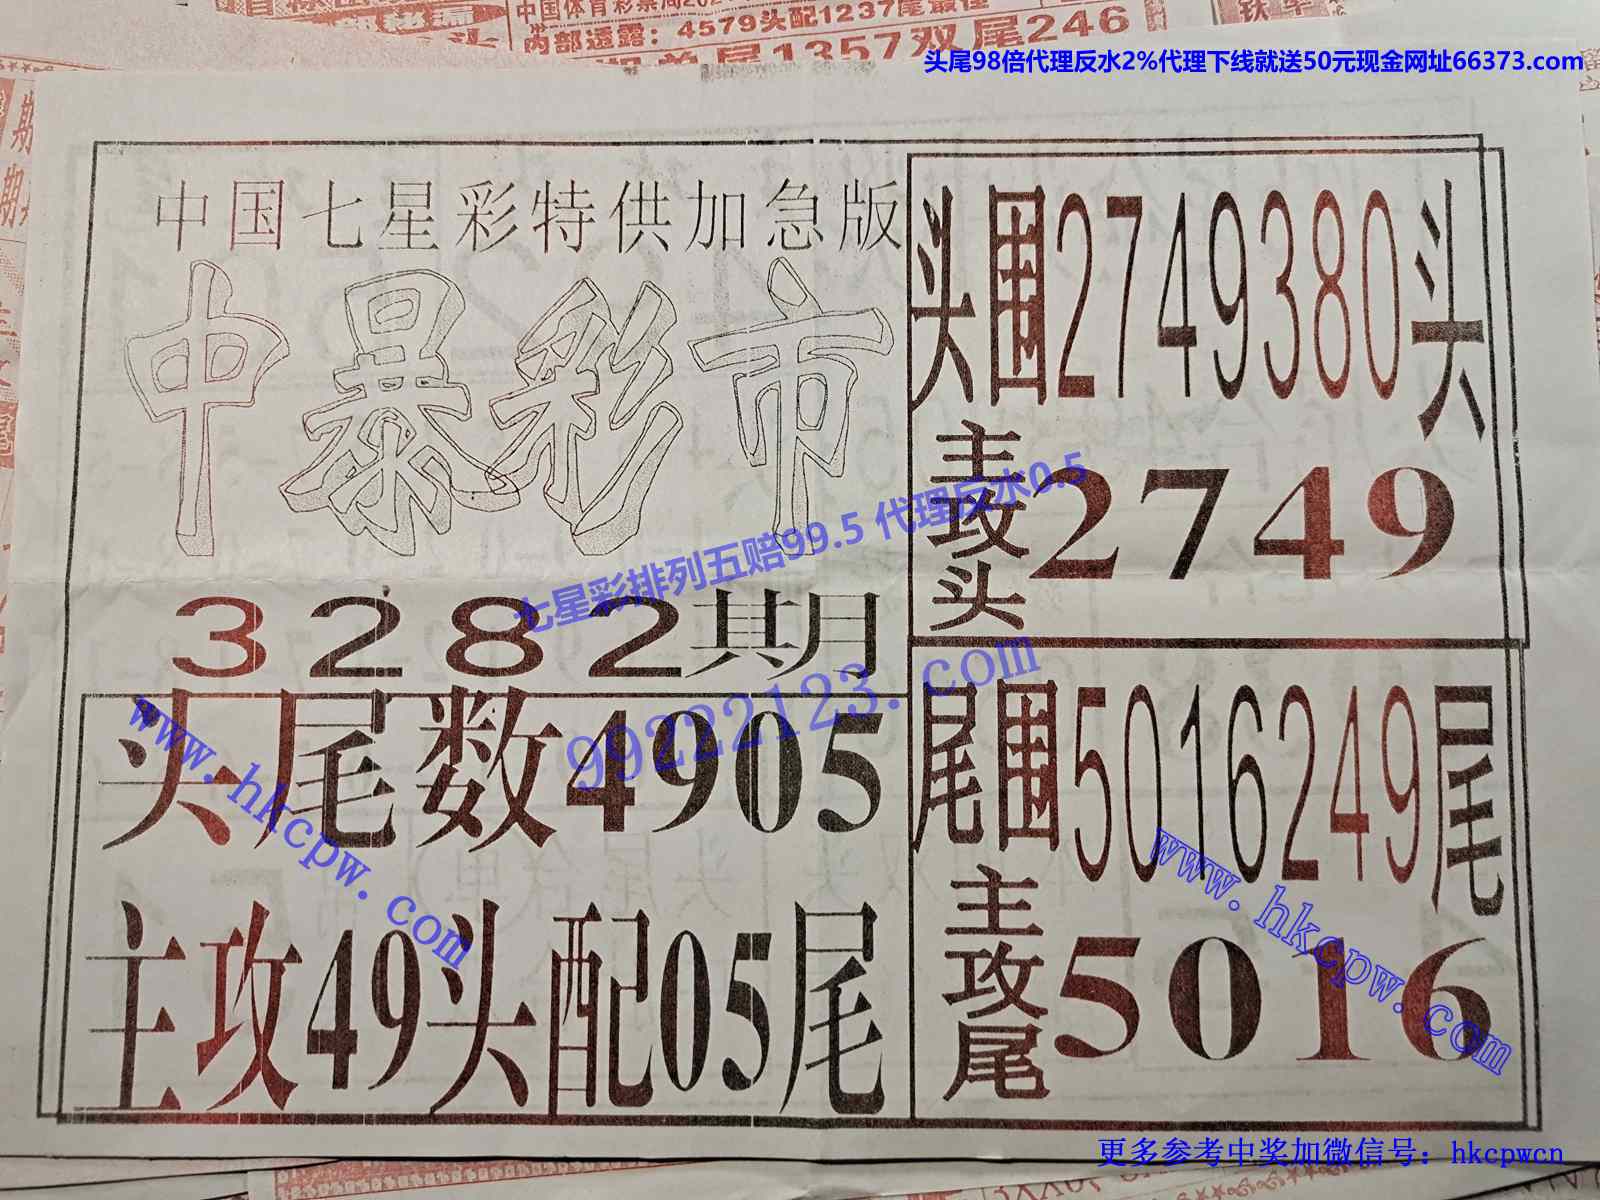 内部透露：4579头配1237尾最佳
单尾1357双尾246
头尾98倍代理反水2%代理下线就送50元现金网址66373.com
中国七星彩特供加急版
中暴彩市
3282期
头尾数4905
主攻49头配05尾
头围2749380头
主攻头2749
尾围5016249尾
主攻尾5016
七星彩排列五赔99.5 代理反水0.5
99222123.com
www.hkcpw.com
www.hkcpw.com
更多参考中奖加微信号：hkcpwcn